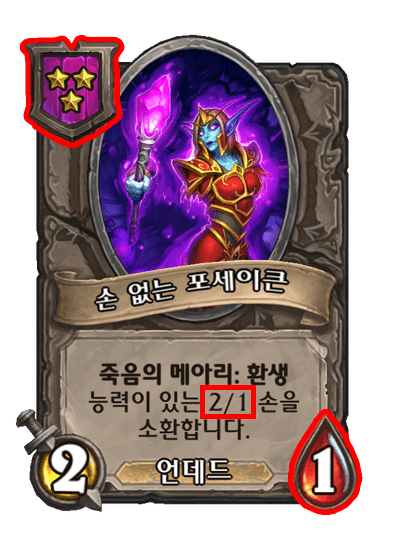 손 없는 포세이큰
죽음의 메아리: 환생
능력이 있는 2/1 손을
소환합니다.
2
언데드
1